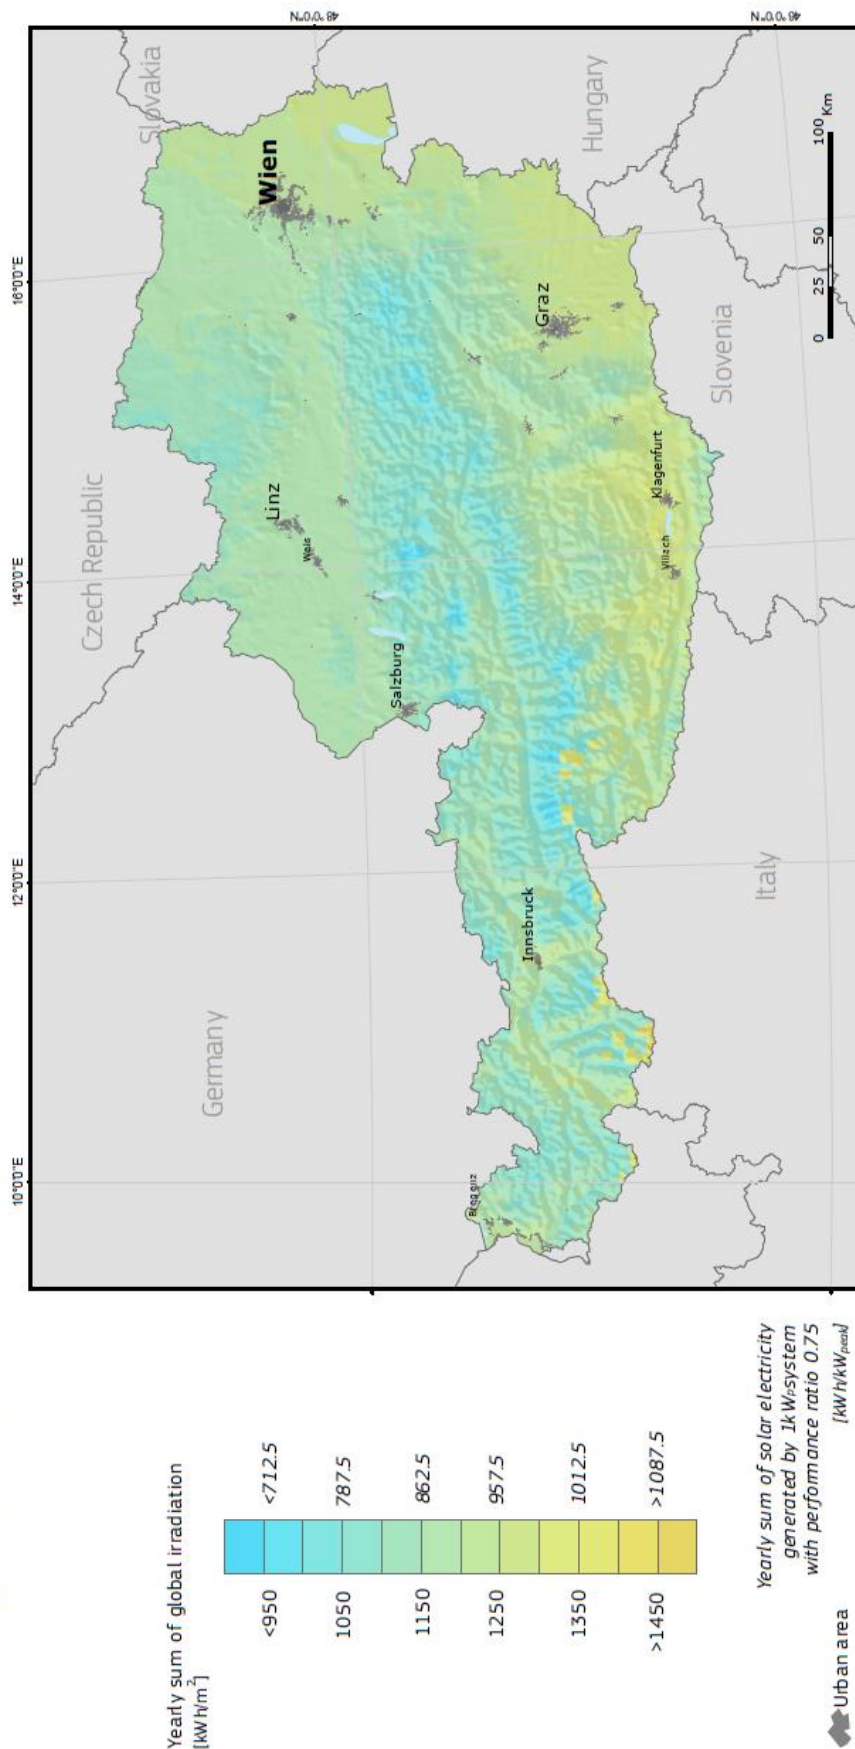 Yearly sum of global irradiation
[kWh/m²]
<950 <712.5
1050 787.5
1150 862.5
1250 957.5
1350 1012.5
>1450 >1087.5
Urban area
Yearly sum of solar electricity
generated by 1kWp system
with performance ratio 0.75
[kWh/kWpeak]
10°0'0"E
12°0'0"E
14°0'0"E
16°0'0"E
48°0'0"N
46°0'0"N
Germany
Czech Republic
Slovakia
Hungary
Slovenia
Italy
Wien
Linz
Wels
Salzburg
Innsbruck
Bregenz
Graz
Klagenfurt
Villach
0 25 50 100 Km